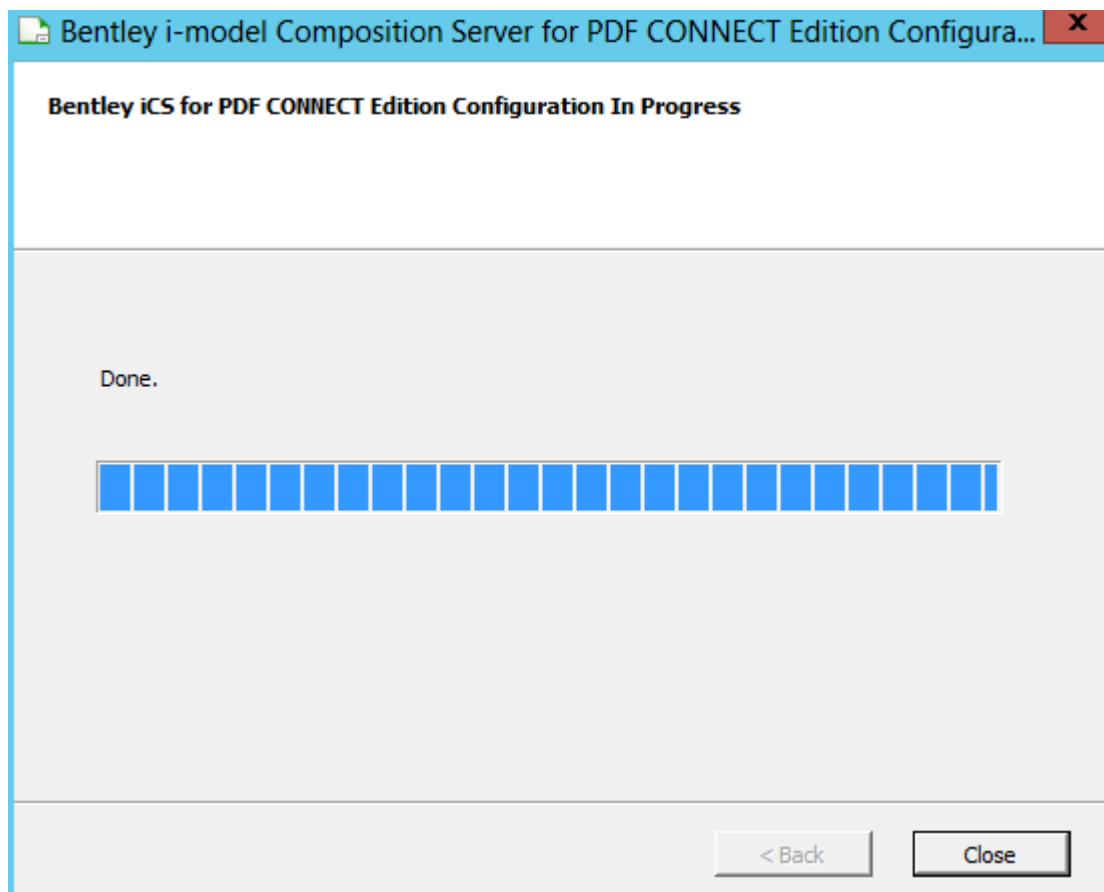 Bentley i-model Composition Server for PDF CONNECT Edition Configura...
x
Bentley iCS for PDF CONNECT Edition Configuration In Progress
Done.
< Back
Close